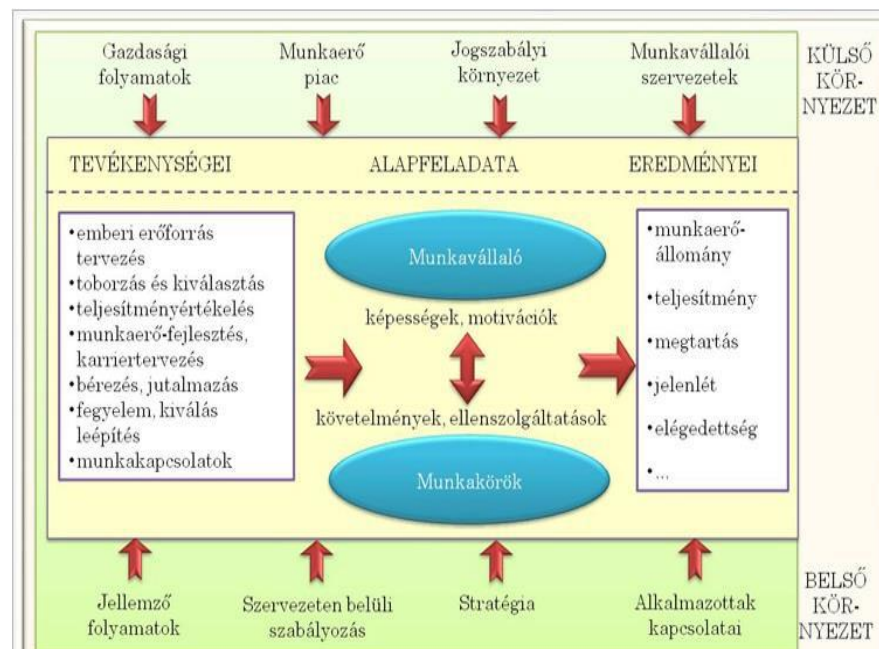 Gazdasági
folyamatok
Munkaerő
piac
Jogszabályi
környezet
Munkavállalói
szervezetek
KÜLSŐ
KÖR-
NYEZET
TEVÉKENYSÉGEI
ALAPFELADATA
EREDMÉNYEI
•emberi erőforrás
tervezés
•toborzás és kiválasztás
•teljesítményértékelés
•munkaerő-fejlesztés,
karriertervezés
•bérezés, jutalmazás
•fegyelem, kiválás
leépítés
•munkakapcsolatok
Munkavállaló
képességek, motivációk
követelmények, ellenszolgáltatások
Munkakörök
•munkaerő-
állomány
•teljesítmény
•megtartás
•jelenlét
•elégedettség
•...
Jellemző
folyamatok
Szervezeten belüli
szabályozás
Stratégia
Alkalmazottak
kapcsolatai
BELSŐ
KÖR-
NYEZET